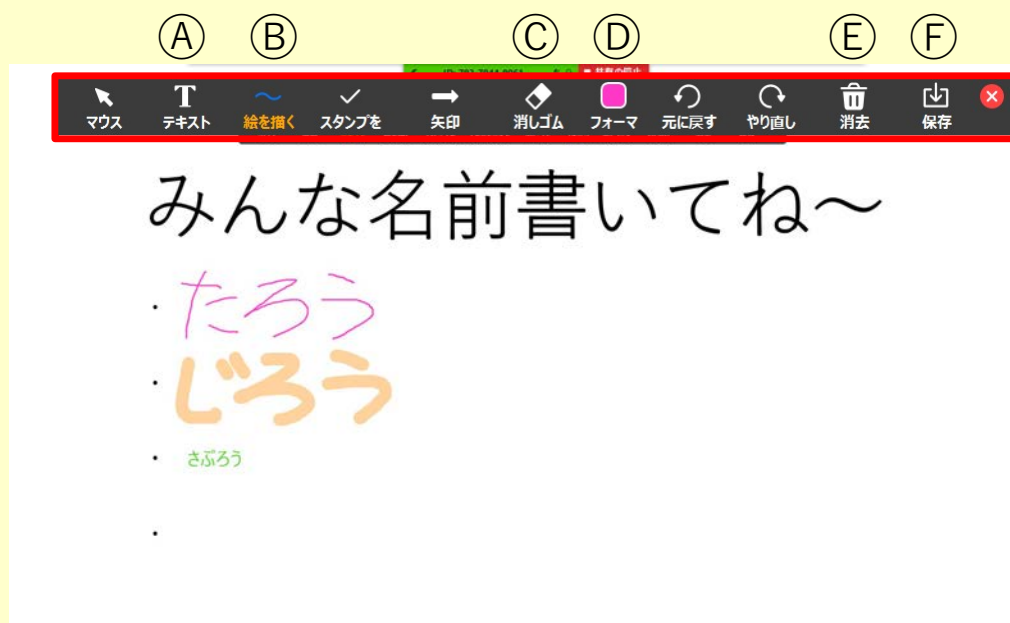 Ⓐ Ⓑ Ⓒ Ⓓ Ⓔ Ⓕ
マウス テキスト 絵を描く スタンプを 矢印 消しゴム フォーマ 元に戻す やり直し 消去 保存
みんな名前書いてね～
・たろう
・じろう
・さぶろう
・